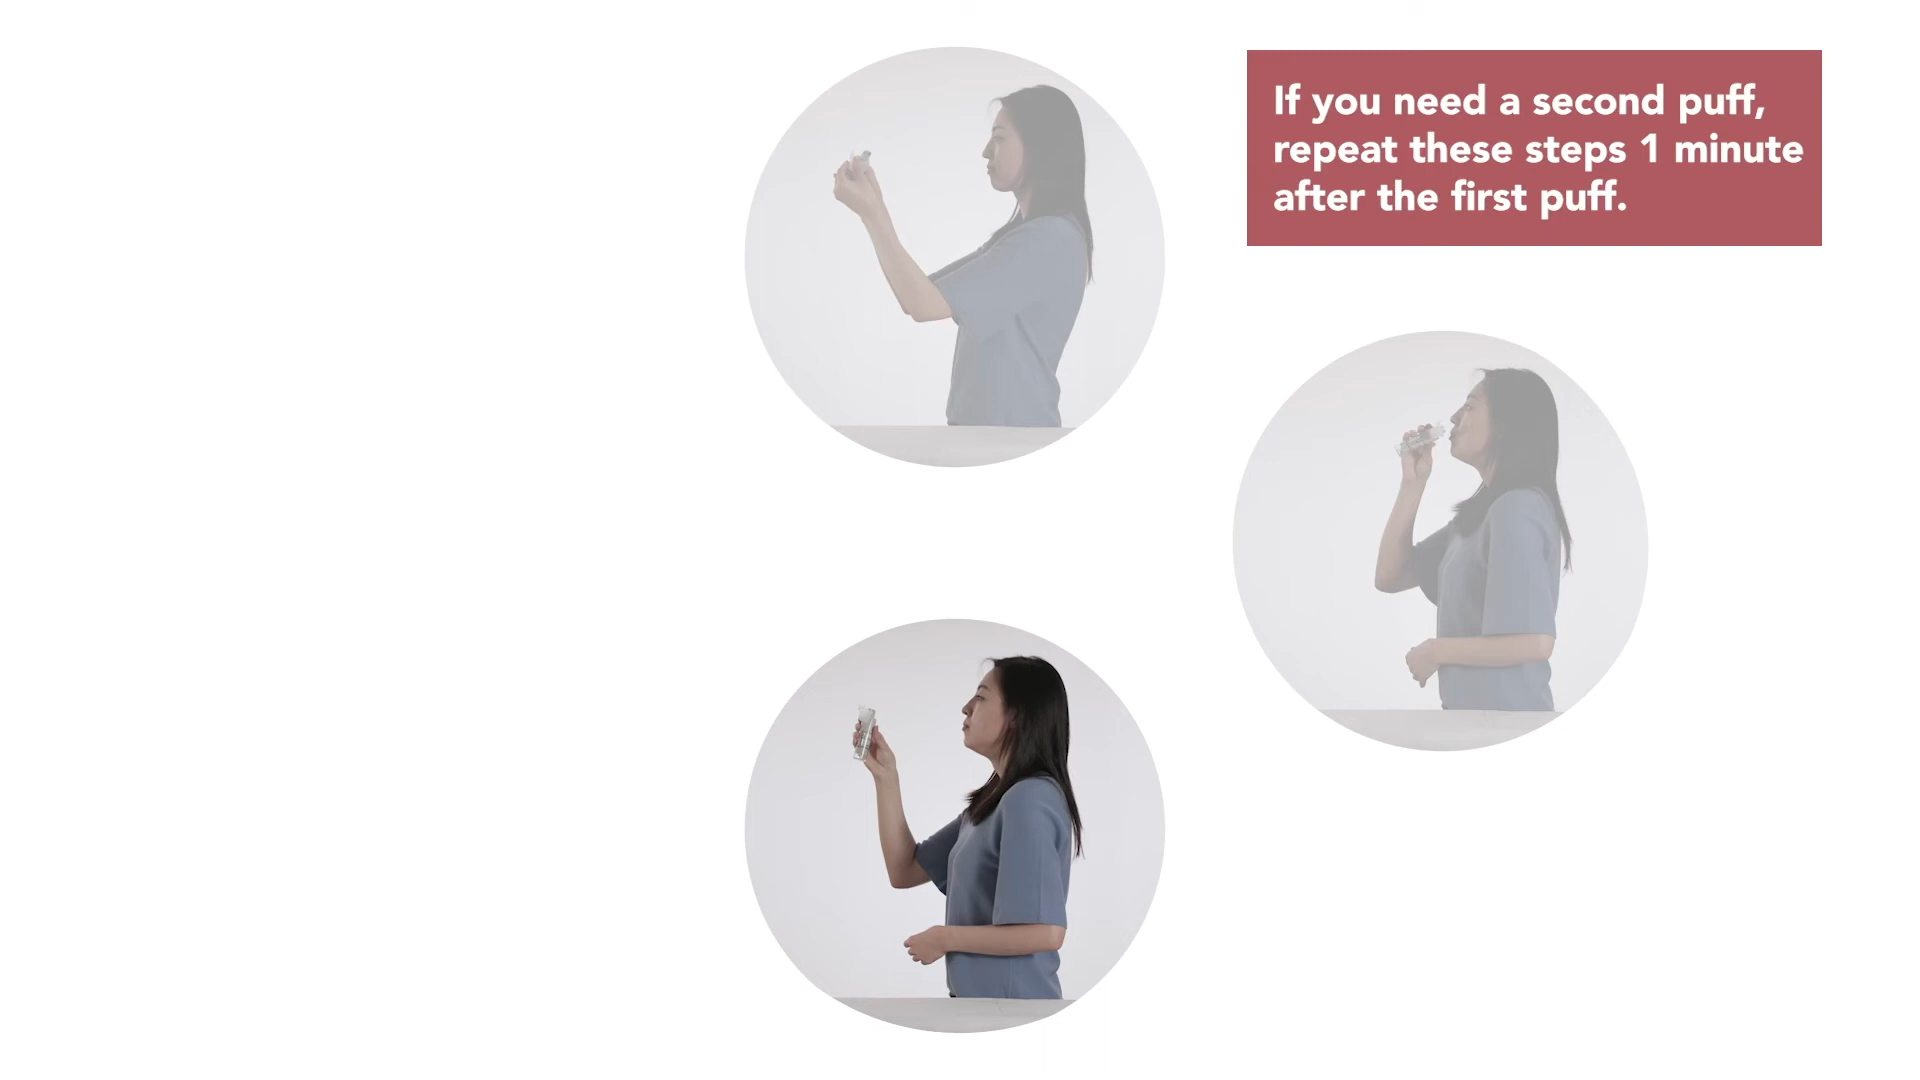 If you need a second puff,
repeat these steps 1 minute
after the first puff.